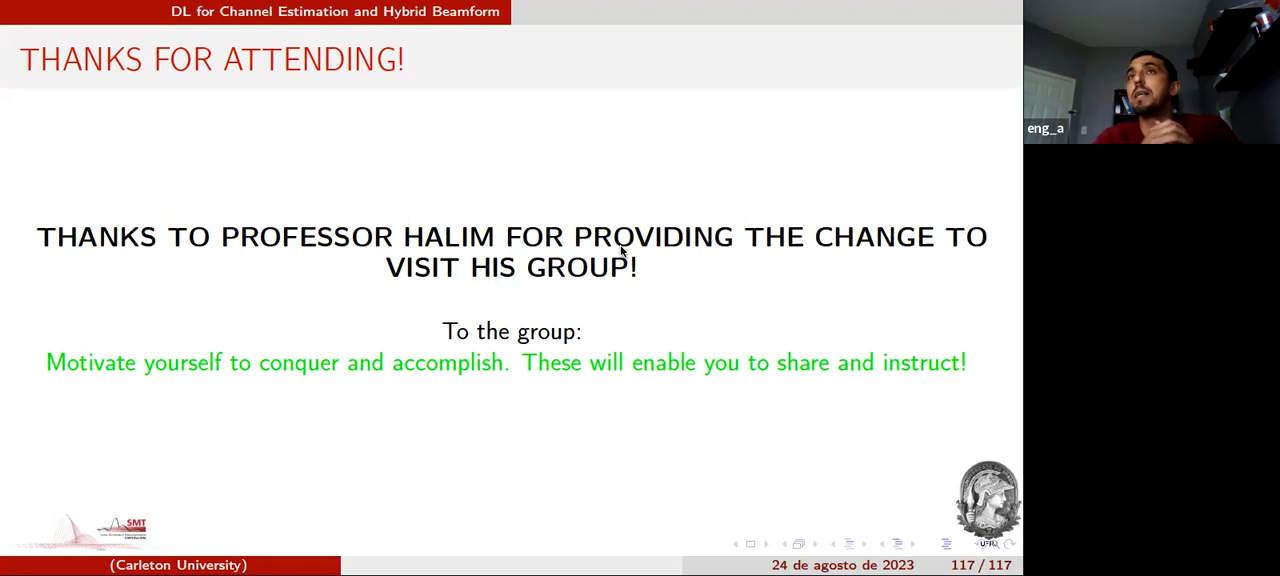 DL for Channel Estimation and Hybrid Beamform
THANKS FOR ATTENDING!
eng_a
THANKS TO PROFESSOR HALIM FOR PROVIDING THE CHANGE TO
VISIT HIS GROUP!
To the group:
Motivate yourself to conquer and accomplish. These will enable you to share and instruct!
SMT
UFRJ
(Carleton University)
24 de agosto de 2023
117 / 117